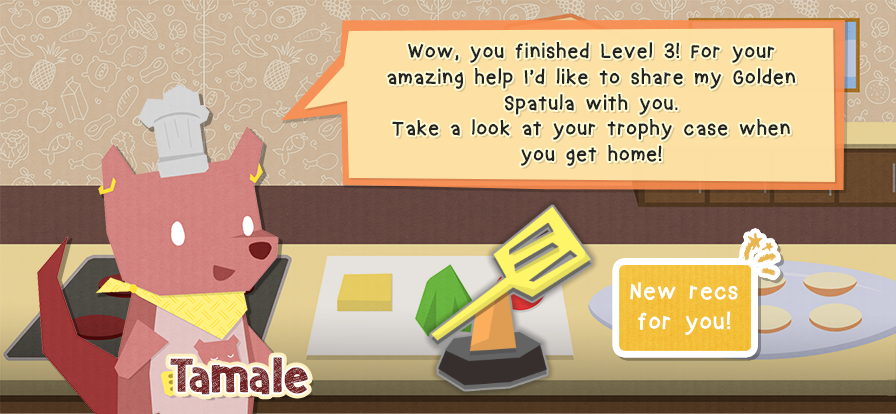 Wow, you finished Level 3! For your
amazing help I'd like to share my Golden
Spatula with you.
Take a look at your trophy case when
you get home!
New recs
for you!
Tamale